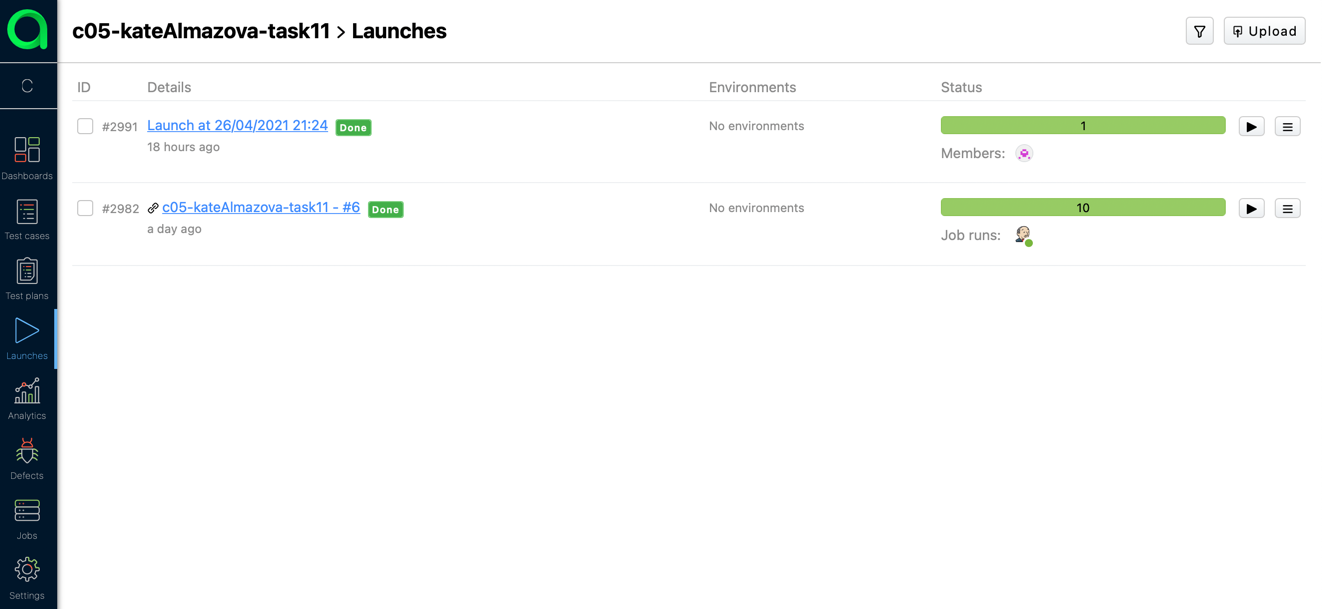 c05-kateAlmazova-task11 > Launches
Upload
C
ID Details Environments Status
#2991 Launch at 26/04/2021 21:24 Done No environments 1
18 hours ago Members:
#2982 c05-kateAlmazova-task11 - #6 Done No environments 10
a day ago Job runs:
Dashboards
Test cases
Test plans
Launches
Analytics
Defects
Jobs
Settings